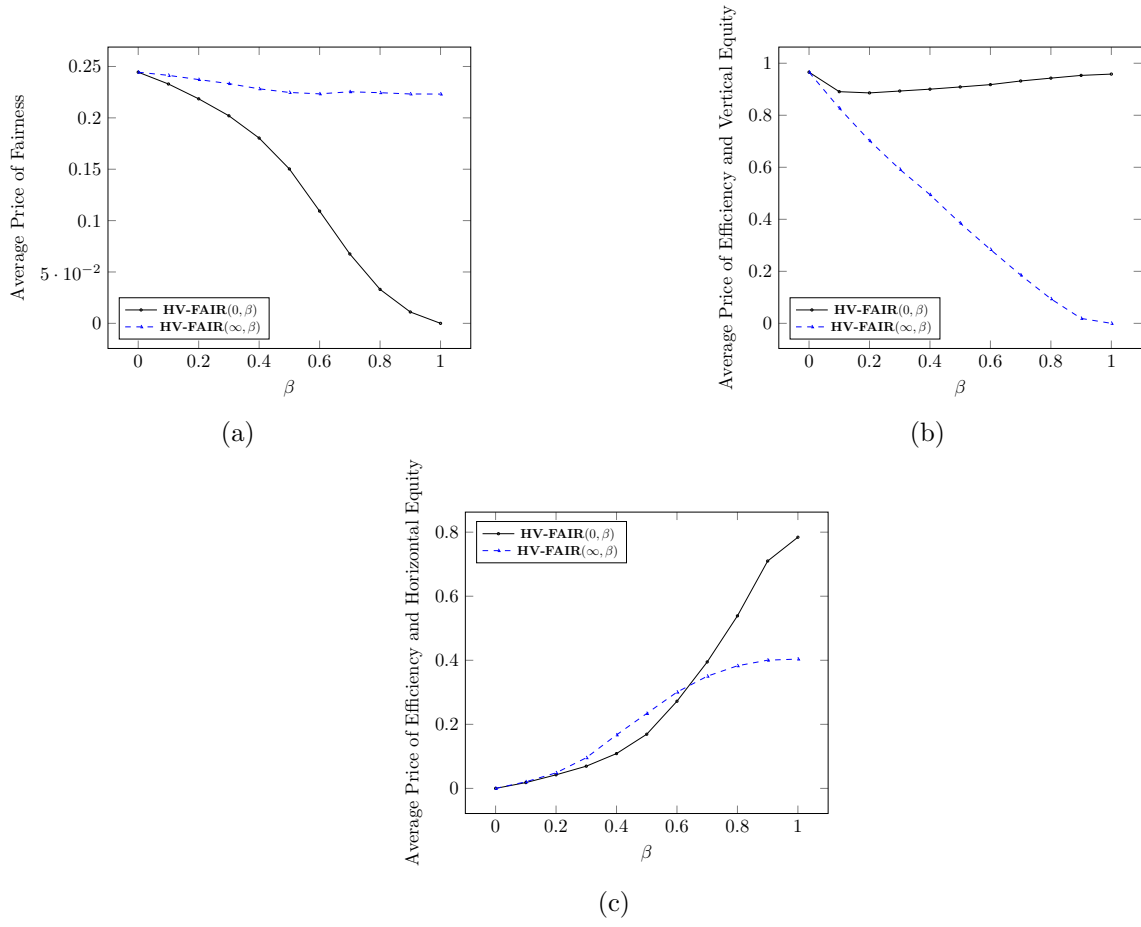 Average Price of Fairness
0.25
0.2
0.15
0.1
5 · 10⁻²
0
HV-FAIR(0, β)
HV-FAIR(∞, β)
0 0.2 0.4 0.6 0.8 1
β
(a)
Average Price of Efficiency and Vertical Equity
1
0.8
0.6
0.4
0.2
0
HV-FAIR(0, β)
HV-FAIR(∞, β)
0 0.2 0.4 0.6 0.8 1
β
(b)
Average Price of Efficiency and Horizontal Equity
HV-FAIR(0, β)
HV-FAIR(∞, β)
0.8
0.6
0.4
0.2
0
0 0.2 0.4 0.6 0.8 1
β
(c)